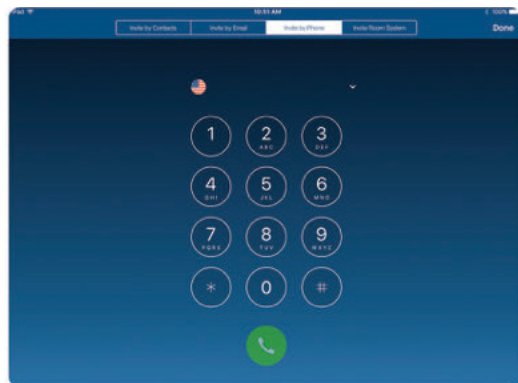 iPad 10:51 AM 100%
Invite by Contacts Invite by Email Invite by Phone Invite Room System Done
1 2 3
ABC DEF
4 5 6
GHI JKL MNO
7 8 9
PQRS TUV WXYZ
* 0 #